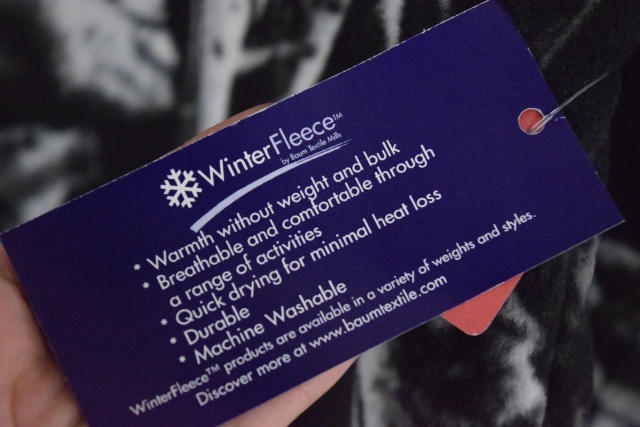 WinterFleece™
by Baum Textile Mills
• Warmth without weight and bulk
• Breathable and comfortable through
a range of activities
• Quick drying for minimal heat loss
• Durable
• Machine Washable
WinterFleece™ products are available in a variety of weights and styles.
Discover more at www.baumtextile.com